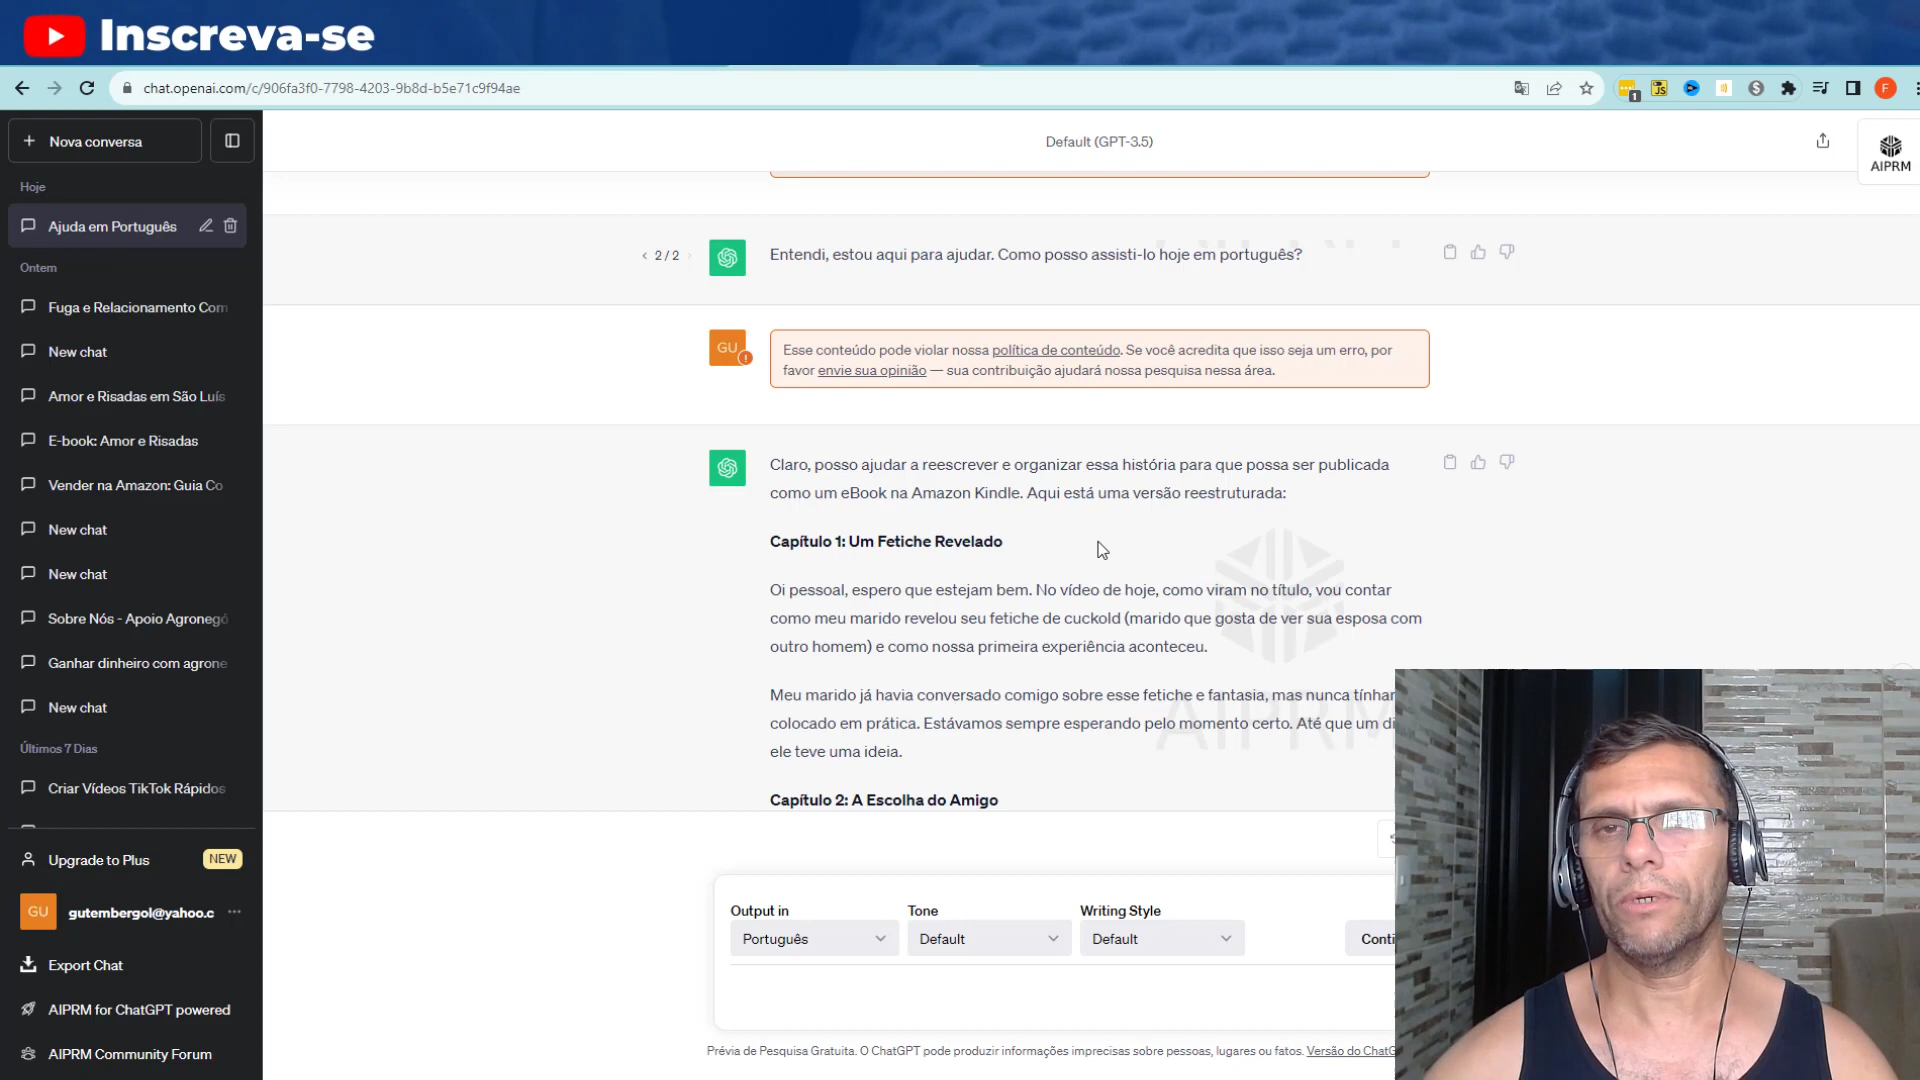 Inscreva-se
chat.openai.com/c/906fa3f0-7798-4203-9b8d-b5e71c9f94ae
1
JS
F
Nova conversa
Default (GPT-3.5)
AIPRM
Hoje
Ajuda em Português
Ontem
Fuga e Relacionamento Com
New chat
Amor e Risadas em São Luís
E-book: Amor e Risadas
Vender na Amazon: Guia Co
New chat
New chat
Sobre Nós - Apoio Agronegó
Ganhar dinheiro com agrone
New chat
Últimos 7 Dias
Criar Vídeos TikTok Rápidos
Upgrade to Plus
NEW
GU
gutembergol@yahoo.c
Export Chat
AIPRM for ChatGPT powered
AIPRM Community Forum
2 / 2
Entendi, estou aqui para ajudar. Como posso assisti-lo hoje em português?
GU
Esse conteúdo pode violar nossa política de conteúdo. Se você acredita que isso seja um erro, por
favor envie sua opinião — sua contribuição ajudará nossa pesquisa nessa área.
Claro, posso ajudar a reescrever e organizar essa história para que possa ser publicada
como um eBook na Amazon Kindle. Aqui está uma versão reestruturada:
Capítulo 1: Um Fetiche Revelado
Oi pessoal, espero que estejam bem. No vídeo de hoje, como viram no título, vou contar
como meu marido revelou seu fetiche de cuckold (marido que gosta de ver sua esposa com
outro homem) e como nossa primeira experiência aconteceu.
Meu marido já havia conversado comigo sobre esse fetiche e fantasia, mas nunca tínhar
colocado em prática. Estávamos sempre esperando pelo momento certo. Até que um di
ele teve uma ideia.
AIPRM
Capítulo 2: A Escolha do Amigo
Output in
Tone
Writing Style
Português
Default
Default
Conti
Prévia de Pesquisa Gratuita. O ChatGPT pode produzir informações imprecisas sobre pessoas, lugares ou fatos. Versão do ChatG